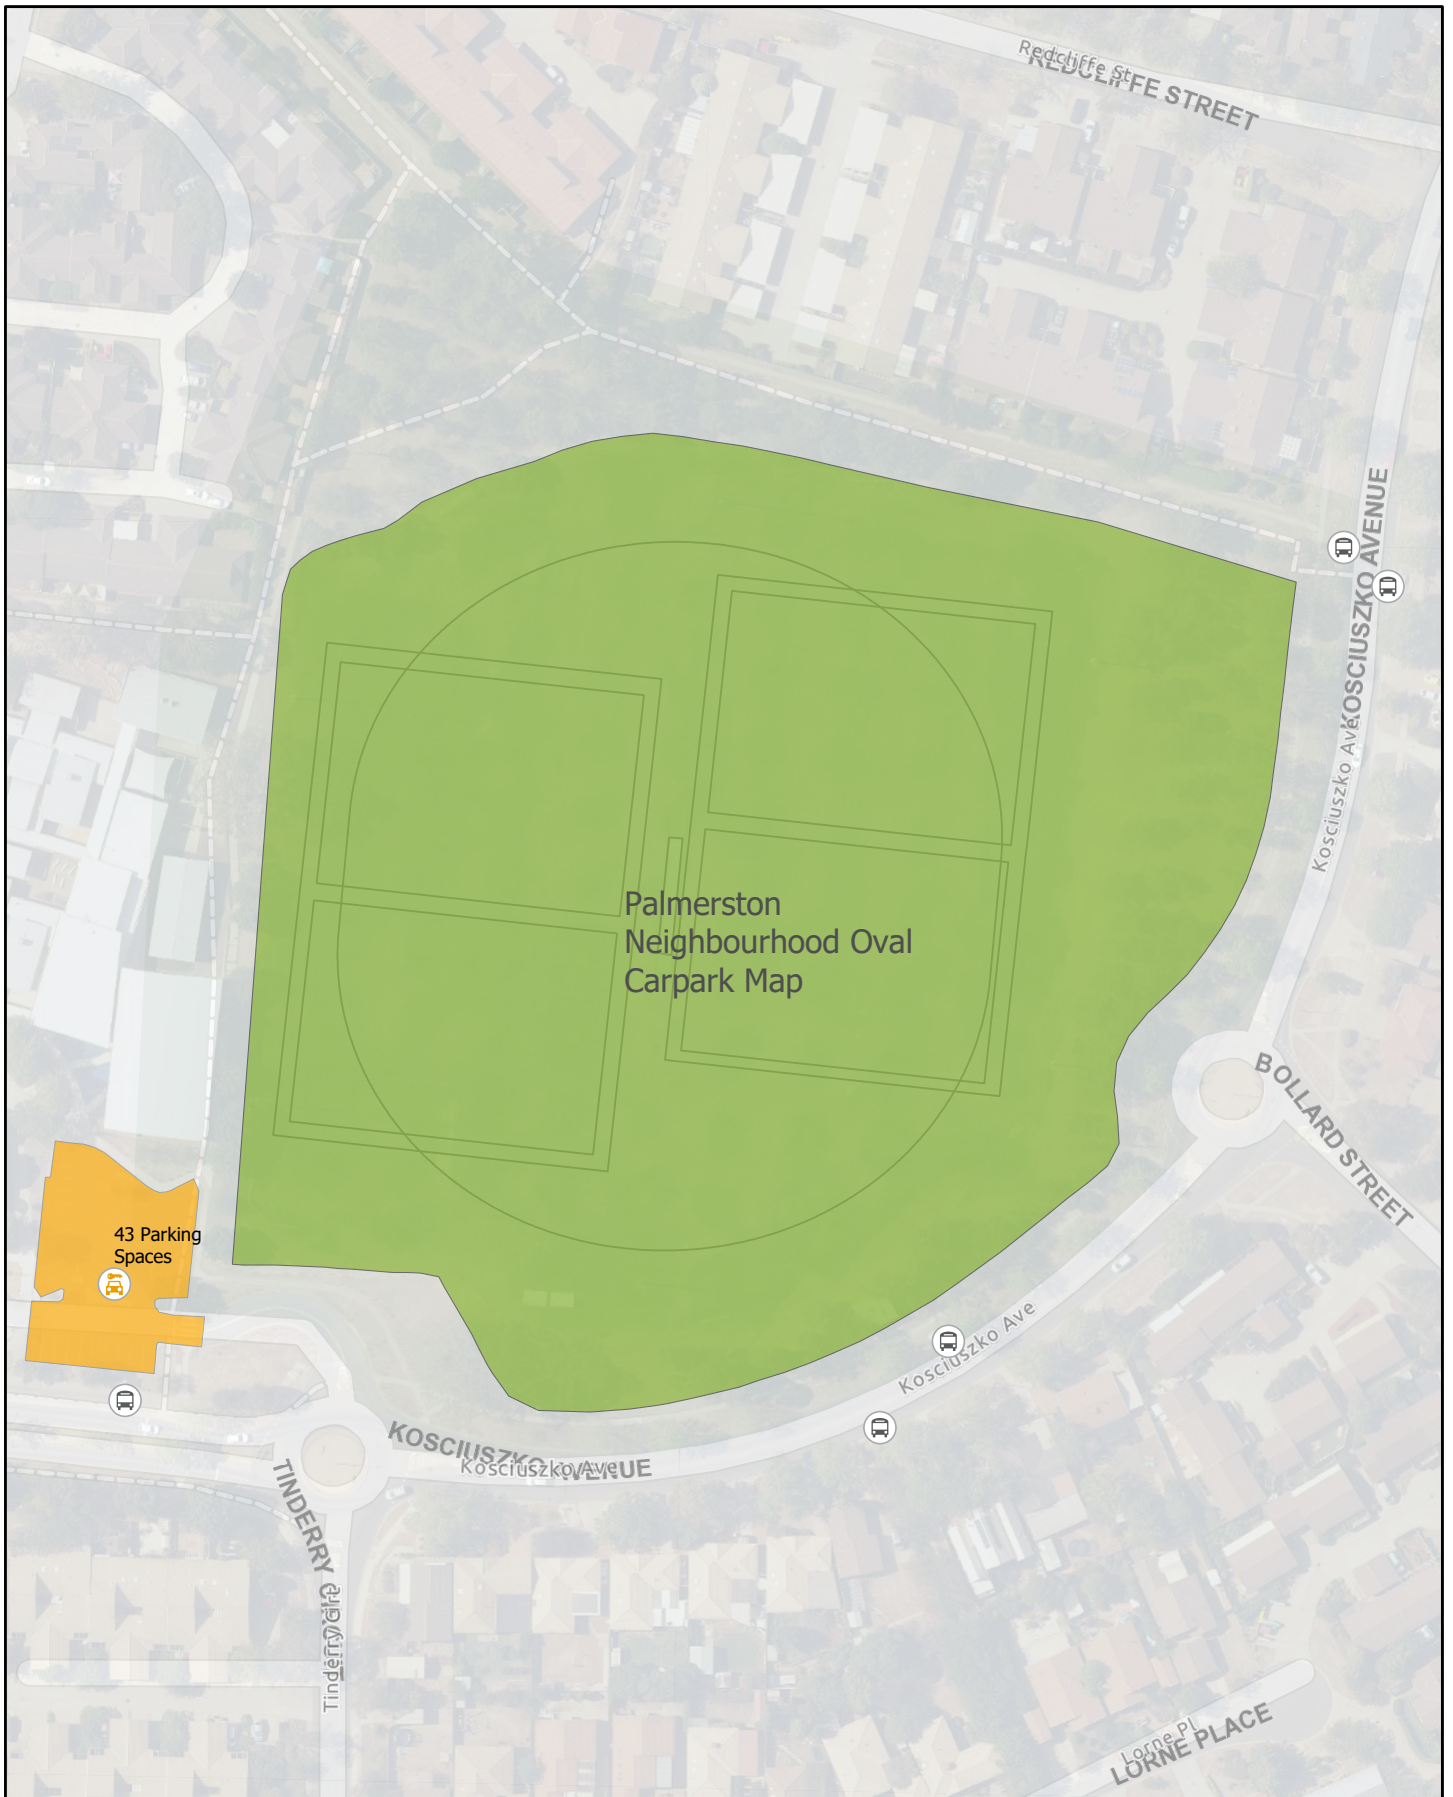 Redcliffe St
REDCLIFFE STREET
KOSCIUSZKO AVENUE
Kosciuszko Ave
Palmerston
Neighbourhood Oval
Carpark Map
BOLLARD STREET
43 Parking
Spaces
Kosciuszko Ave
KOSCIUSZKO AVENUE
Kosciuszko Ave
TINDERRY CIRCUIT
Tinderry Circ
Lorne Pl
LORNE PLACE